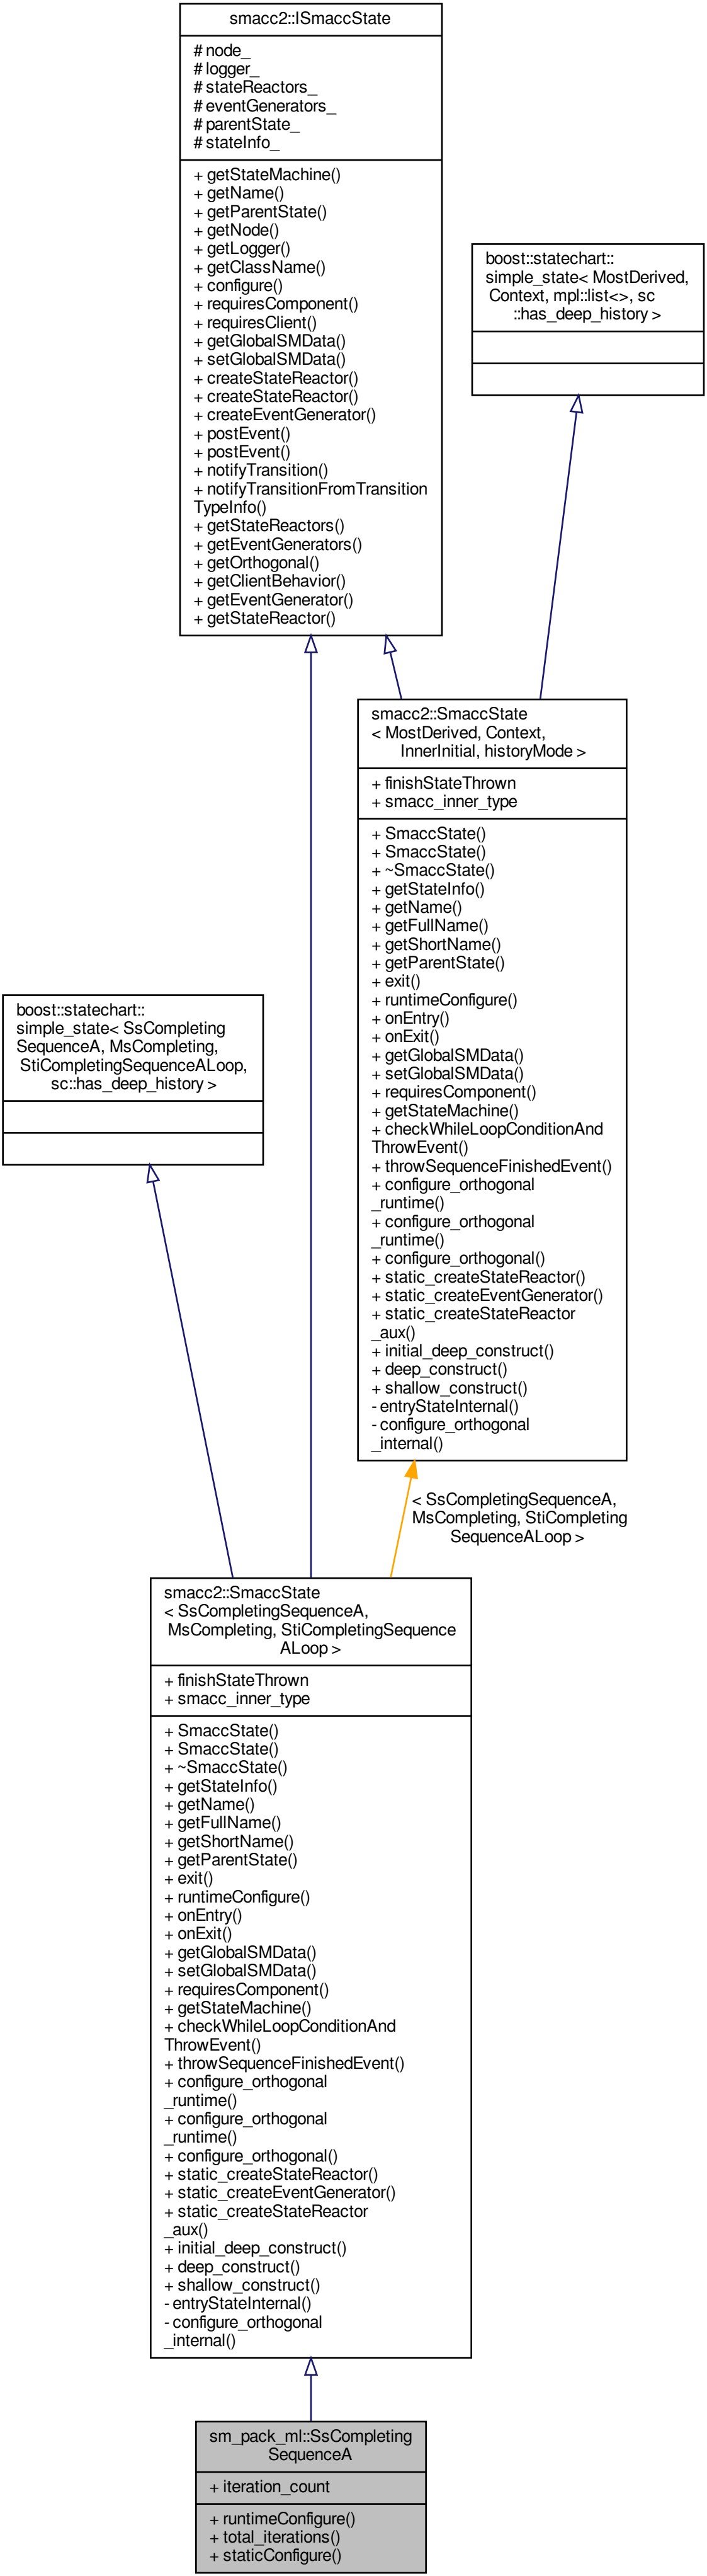 smacc2::ISmaccState
# node_
# logger_
# stateReactors_
# eventGenerators_
# parentState_
# stateInfo_
+ getStateMachine()
+ getName()
+ getParentState()
+ getNode()
+ getLogger()
+ getClassName()
+ configure()
+ requiresComponent()
+ requiresClient()
+ getGlobalSMData()
+ setGlobalSMData()
+ createStateReactor()
+ createStateReactor()
+ createEventGenerator()
+ postEvent()
+ postEvent()
+ notifyTransition()
+ notifyTransitionFromTransition
TypeInfo()
+ getStateReactors()
+ getEventGenerators()
+ getOrthogonal()
+ getClientBehavior()
+ getEventGenerator()
+ getStateReactor()
boost::statechart::
simple_state< MostDerived,
Context, mpl::list<>, sc
::has_deep_history >
smacc2::SmaccState
< MostDerived, Context,
InnerInitial, historyMode >
+ finishStateThrown
+ smacc_inner_type
+ SmaccState()
+ SmaccState()
+ ~SmaccState()
+ getStateInfo()
+ getName()
+ getFullName()
+ getShortName()
+ getParentState()
+ exit()
+ runtimeConfigure()
+ onEntry()
+ onExit()
+ getGlobalSMData()
+ setGlobalSMData()
+ requiresComponent()
+ getStateMachine()
+ checkWhileLoopConditionAnd
ThrowEvent()
+ throwSequenceFinishedEvent()
+ configure_orthogonal
_runtime()
+ configure_orthogonal
_runtime()
+ configure_orthogonal()
+ static_createStateReactor()
+ static_createEventGenerator()
+ static_createStateReactor
_aux()
+ initial_deep_construct()
+ deep_construct()
+ shallow_construct()
- entryStateInternal()
- configure_orthogonal
_internal()
boost::statechart::
simple_state< SsCompleting
SequenceA, MsCompleting,
StiCompletingSequenceALoop,
sc::has_deep_history >
< SsCompletingSequenceA,
MsCompleting, StiCompleting
SequenceALoop >
smacc2::SmaccState
< SsCompletingSequenceA,
MsCompleting, StiCompletingSequence
ALoop >
+ finishStateThrown
+ smacc_inner_type
+ SmaccState()
+ SmaccState()
+ ~SmaccState()
+ getStateInfo()
+ getName()
+ getFullName()
+ getShortName()
+ getParentState()
+ exit()
+ runtimeConfigure()
+ onEntry()
+ onExit()
+ getGlobalSMData()
+ setGlobalSMData()
+ requiresComponent()
+ getStateMachine()
+ checkWhileLoopConditionAnd
ThrowEvent()
+ throwSequenceFinishedEvent()
+ configure_orthogonal
_runtime()
+ configure_orthogonal
_runtime()
+ configure_orthogonal()
+ static_createStateReactor()
+ static_createEventGenerator()
+ static_createStateReactor
_aux()
+ initial_deep_construct()
+ deep_construct()
+ shallow_construct()
- entryStateInternal()
- configure_orthogonal
_internal()
sm_pack_ml::SsCompleting
SequenceA
+ iteration_count
+ runtimeConfigure()
+ total_iterations()
+ staticConfigure()